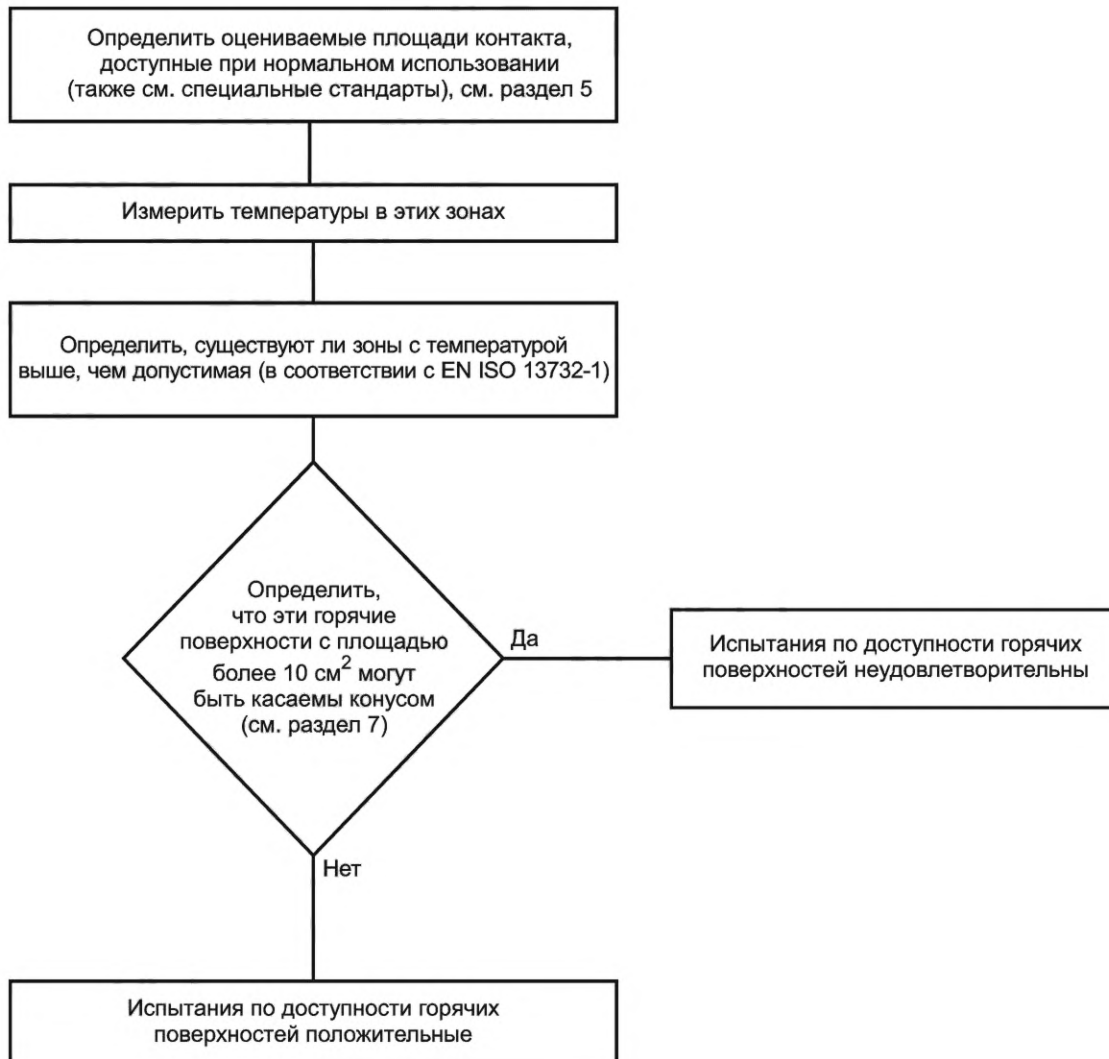 Определить оцениваемые площади контакта,
доступные при нормальном использовании
(также см. специальные стандарты), см. раздел 5
Измерить температуры в этих зонах
Определить, существуют ли зоны с температурой
выше, чем допустимая (в соответствии с EN ISO 13732-1)
Определить,
что эти горячие
поверхности с площадью
более 10 см² могут
быть касаемы конусом
(см. раздел 7)
Да
Испытания по доступности горячих
поверхностей неудовлетворительны
Нет
Испытания по доступности горячих
поверхностей положительные